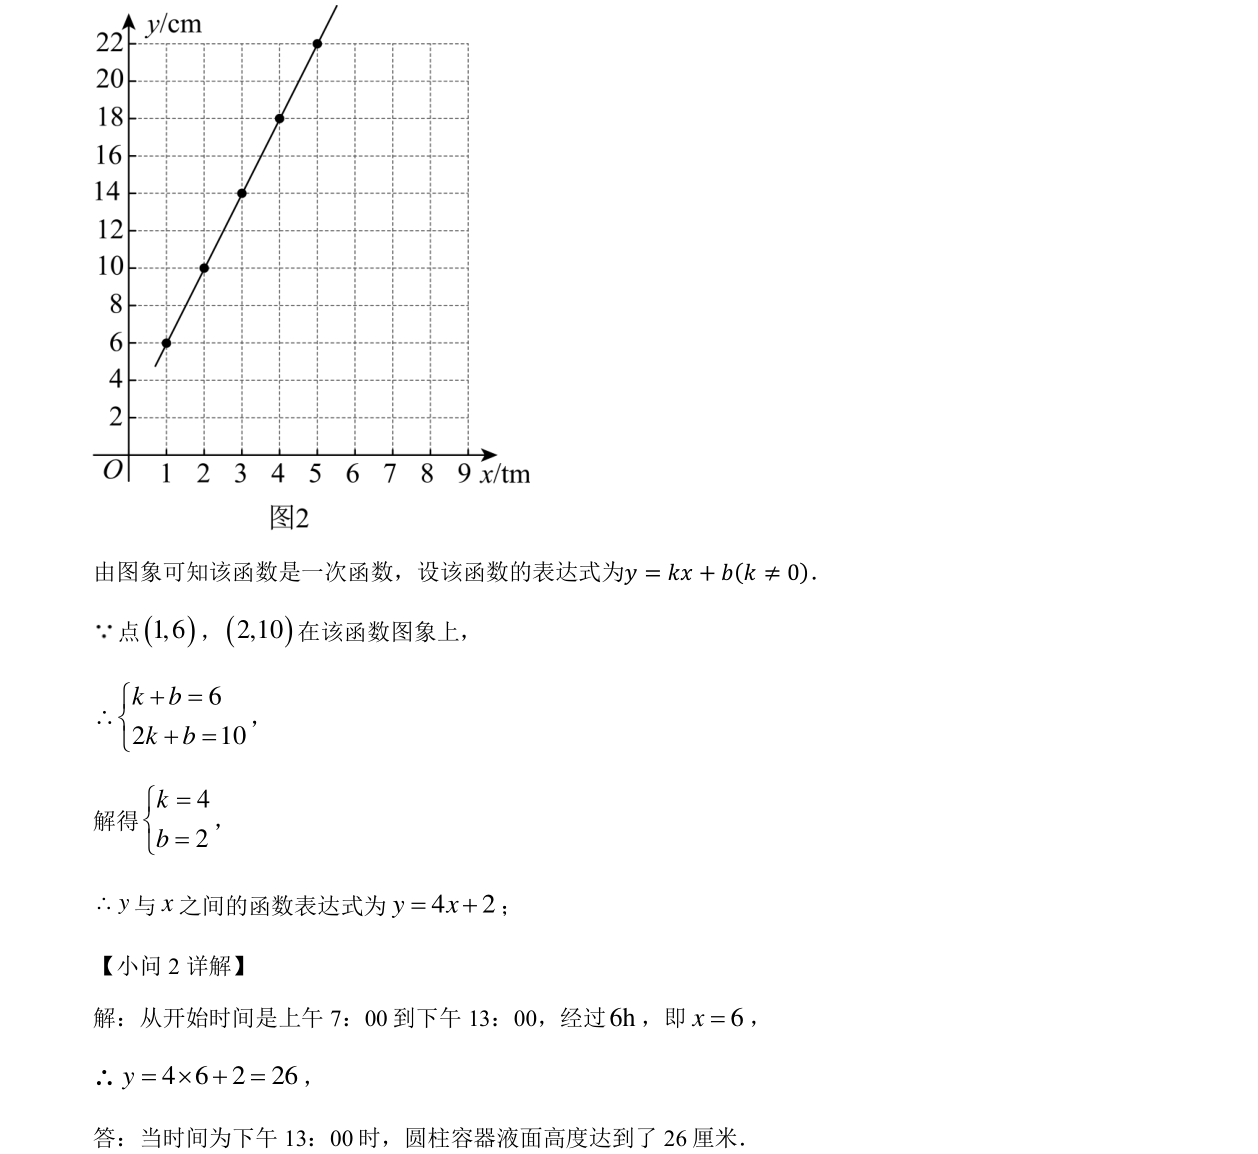 y/cm
22
20
18
16
14
12
10
8
6
4
2
O 1 2 3 4 5 6 7 8 9 x/tm
图2
由图象可知该函数是一次函数，设该函数的表达式为y = kx + b(k ≠ 0)．
∵点(1,6)，(2,10)在该函数图象上，
∴{k + b = 6
2k + b = 10，
解得{k = 4
b = 2，
∴y与x之间的函数表达式为y = 4x + 2；
【小问2详解】
解：从开始时间是上午7：00到下午13：00，经过6h，即x = 6，
∴y = 4×6 + 2 = 26，
答：当时间为下午13：00时，圆柱容器液面高度达到了26厘米．